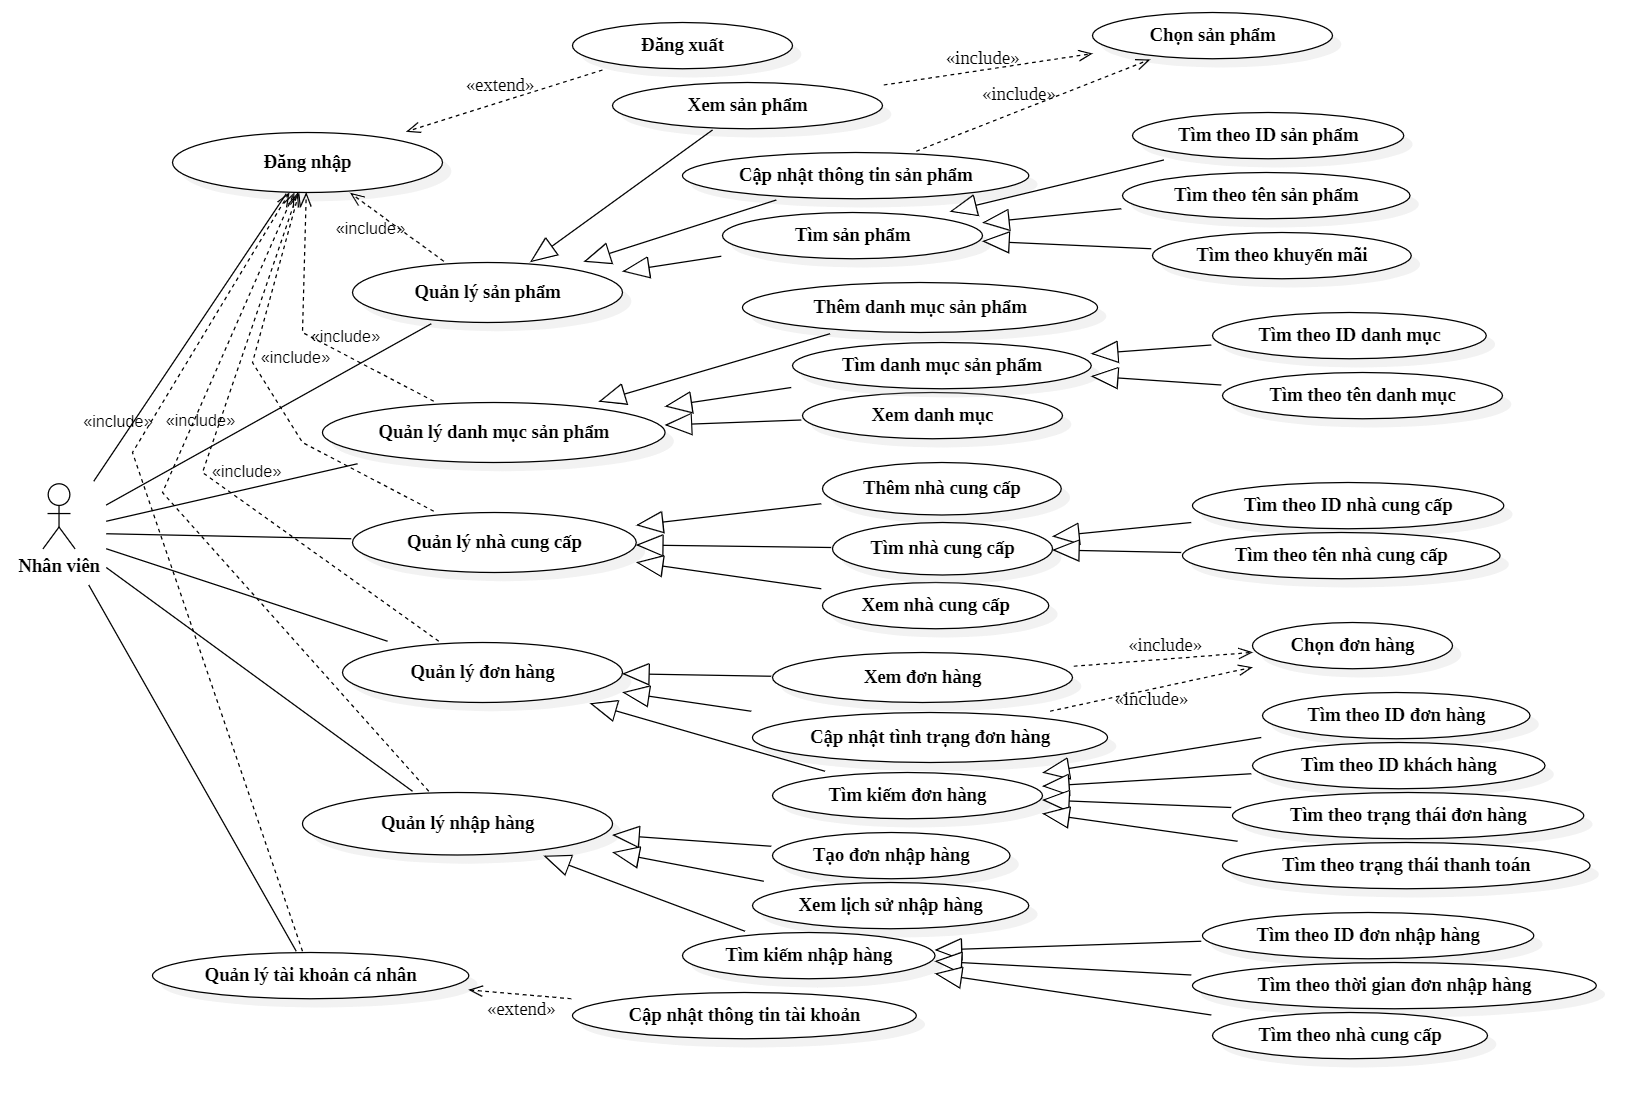 Đăng xuất
Chọn sản phẩm
«include»
«extend»
Xem sản phẩm
«include»
Đăng nhập
Tìm theo ID sản phẩm
Cập nhật thông tin sản phẩm
Tìm theo tên sản phẩm
«include»
Tìm sản phẩm
Tìm theo khuyến mãi
Quản lý sản phẩm
Thêm danh mục sản phẩm
«include»
Tìm theo ID danh mục
«include»
Tìm danh mục sản phẩm
Tìm theo tên danh mục
«include»
«include»
Xem danh mục
Quản lý danh mục sản phẩm
«include»
Thêm nhà cung cấp
Tìm theo ID nhà cung cấp
Quản lý nhà cung cấp
Tìm nhà cung cấp
Tìm theo tên nhà cung cấp
Nhân viên
Xem nhà cung cấp
«include»
Chọn đơn hàng
Quản lý đơn hàng
Xem đơn hàng
«include»
Tìm theo ID đơn hàng
Cập nhật tình trạng đơn hàng
Tìm theo ID khách hàng
Tìm kiếm đơn hàng
Tìm theo trạng thái đơn hàng
Quản lý nhập hàng
Tạo đơn nhập hàng
Tìm theo trạng thái thanh toán
Xem lịch sử nhập hàng
Tìm theo ID đơn nhập hàng
Tìm kiếm nhập hàng
Quản lý tài khoản cá nhân
Tìm theo thời gian đơn nhập hàng
«extend»
Cập nhật thông tin tài khoản
Tìm theo nhà cung cấp